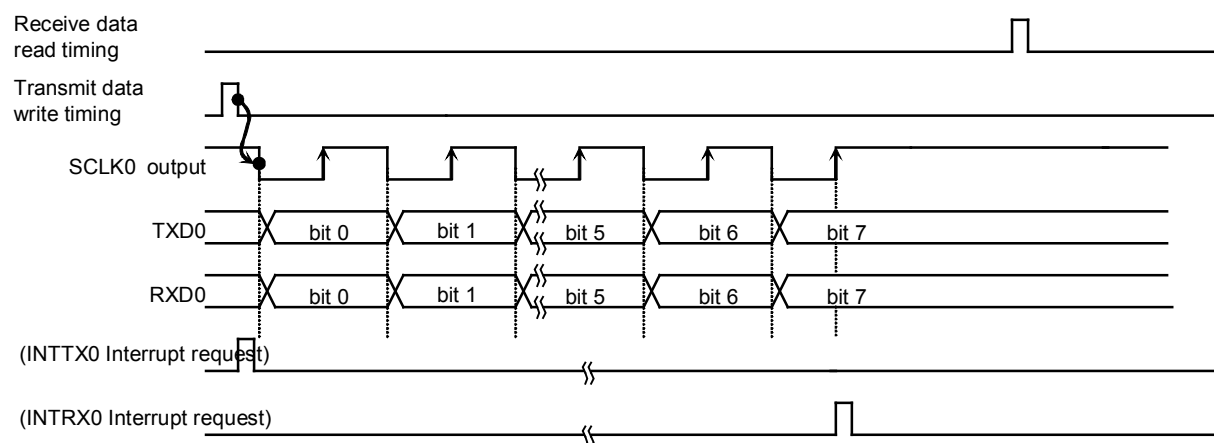 Receive data
read timing
Transmit data
write timing
SCLK0 output
TXD0 bit 0 bit 1 bit 5 bit 6 bit 7
RXD0 bit 0 bit 1 bit 5 bit 6 bit 7
(INTTX0 Interrupt request)
(INTRX0 Interrupt request)